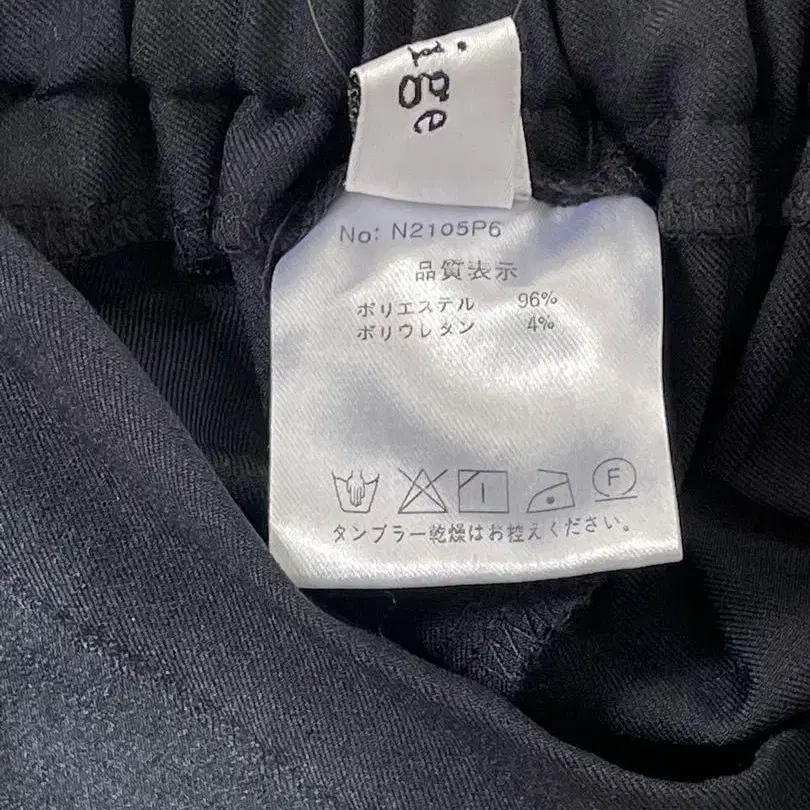 ige
No: N2105P6
品質表示
ポリエステル 96%
ポリウレタン 4%
F
タンブラー乾燥はお控えください。